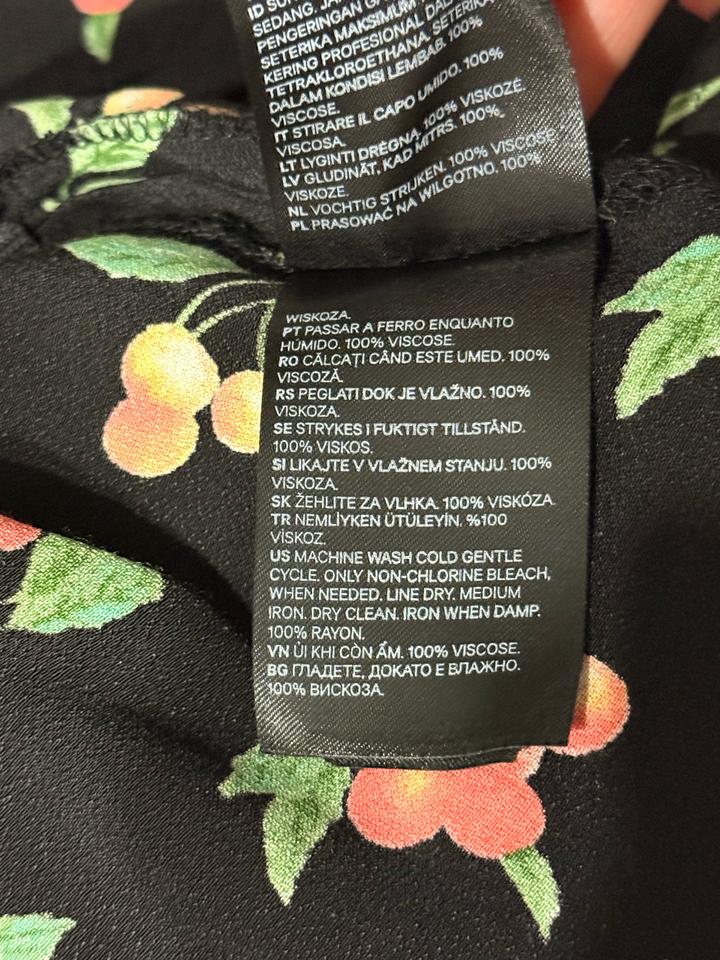 SEDANG.
PENGERINGAN
SETERIKA MAKSIMUM
KERING PROFESIONAL
TETRAKLOROETHANA. SETERIKA
DALAM KONDISI LEMBAB. 100%
VISCOSE.
IT STIRARE IL CAPO UMIDO. 100%
VISCOSA.
LT LYGINTI DRĖGNĄ. 100% VISKOZĖ.
LV GLUDINĀT, KAD MITRS. 100%
VISKOZE.
NL VOCHTIG STRIJKEN. 100% VISCOSE
PL PRASOWAĆ NA WILGOTNO. 100%
WISKOZA.
PT PASSAR A FERRO ENQUANTO
HÚMIDO. 100% VISCOSE.
RO CĂLCAȚI CÂND ESTE UMED. 100%
VISCOZĂ.
RS PEGLATI DOK JE VLAŽNO. 100%
VISKOZA.
SE STRYKES I FUKTIGT TILLSTÅND.
100% VISKOS.
SI LIKAJTE V VLAŽNEM STANJU. 100%
VISKOZA.
SK ŽEHLITE ZA VLHKA. 100% VISKÓZA.
TR NEMLİYKEN ÜTÜLEYİN. %100
VİSKOZ.
US MACHINE WASH COLD GENTLE
CYCLE. ONLY NON-CHLORINE BLEACH,
WHEN NEEDED. LINE DRY. MEDIUM
IRON. DRY CLEAN. IRON WHEN DAMP.
100% RAYON.
VN ỦI KHI CÒN ẨM. 100% VISCOSE.
BG ГЛАДЕТЕ, ДОКАТО Е ВЛАЖНО.
100% ВИСКОЗА.